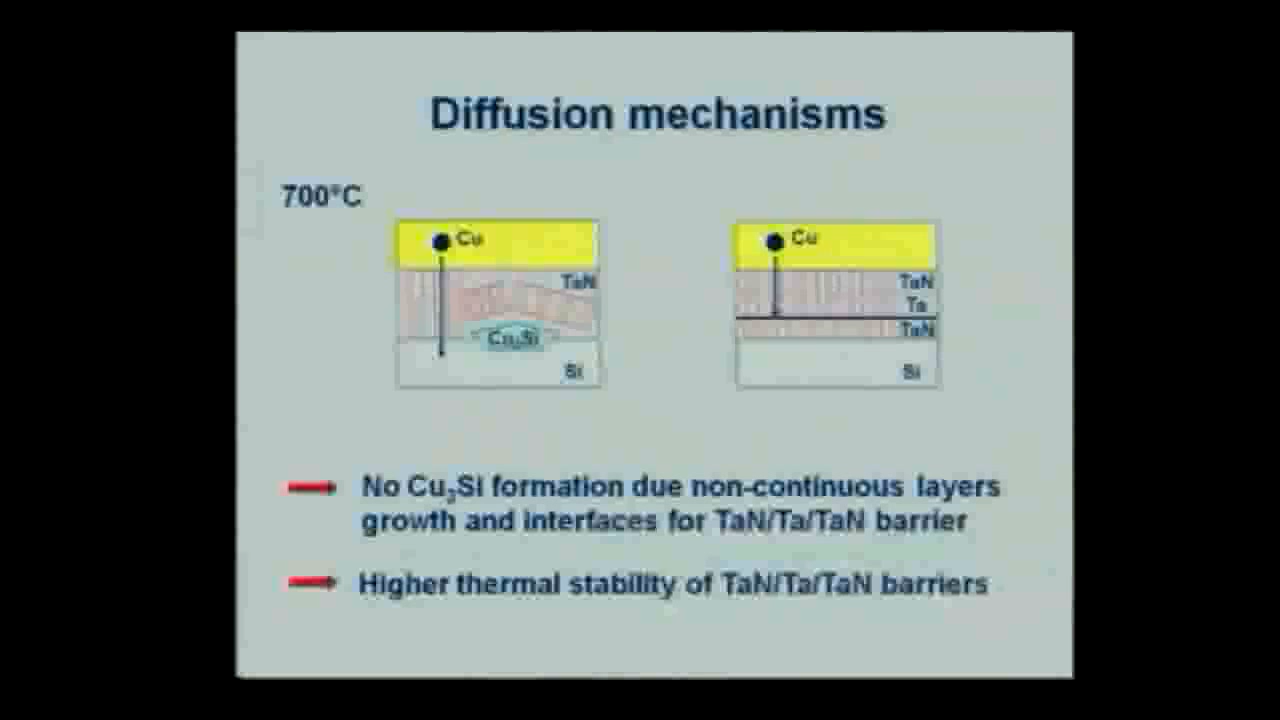 Diffusion mechanisms
700°C
Cu
TaN
Cu₃Si
Si
Cu
TaN
Ta
TaN
Si
No Cu₃Si formation due non-continuous layers
growth and interfaces for TaN/Ta/TaN barrier
Higher thermal stability of TaN/Ta/TaN barriers